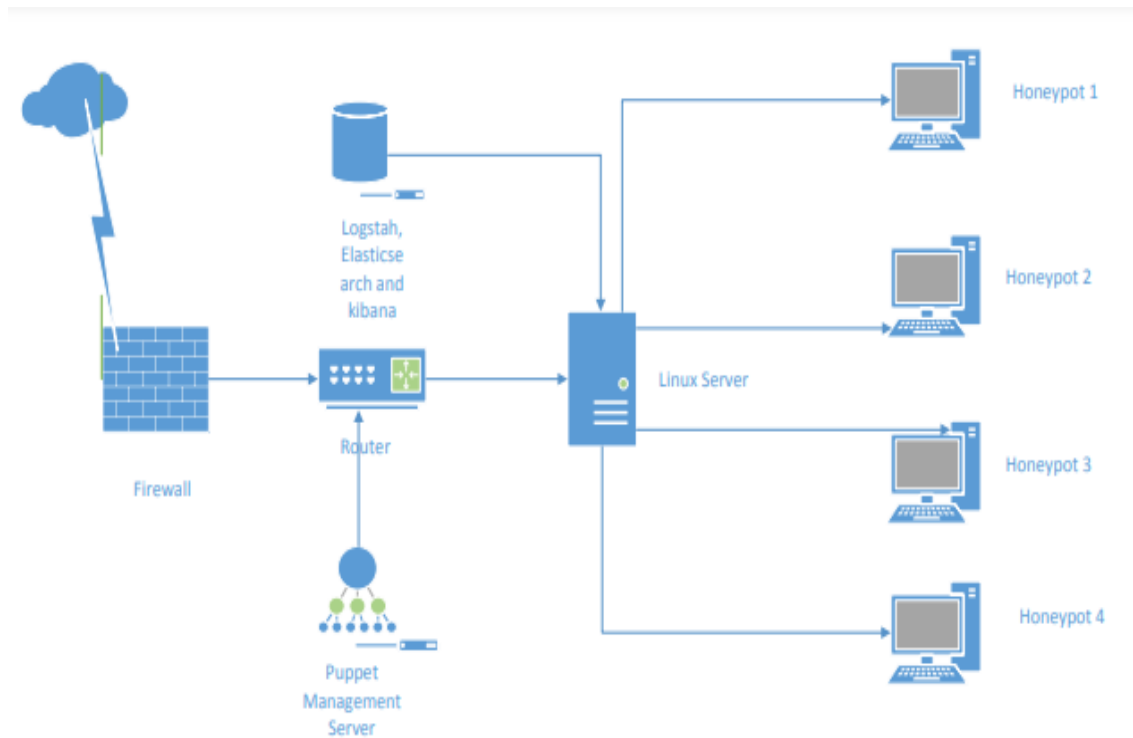 Honeypot 1
Logstah,
Elasticse
arch and
kibana
Honeypot 2
Linux Server
Router
Firewall
Honeypot 3
Puppet
Management
Server
Honeypot 4